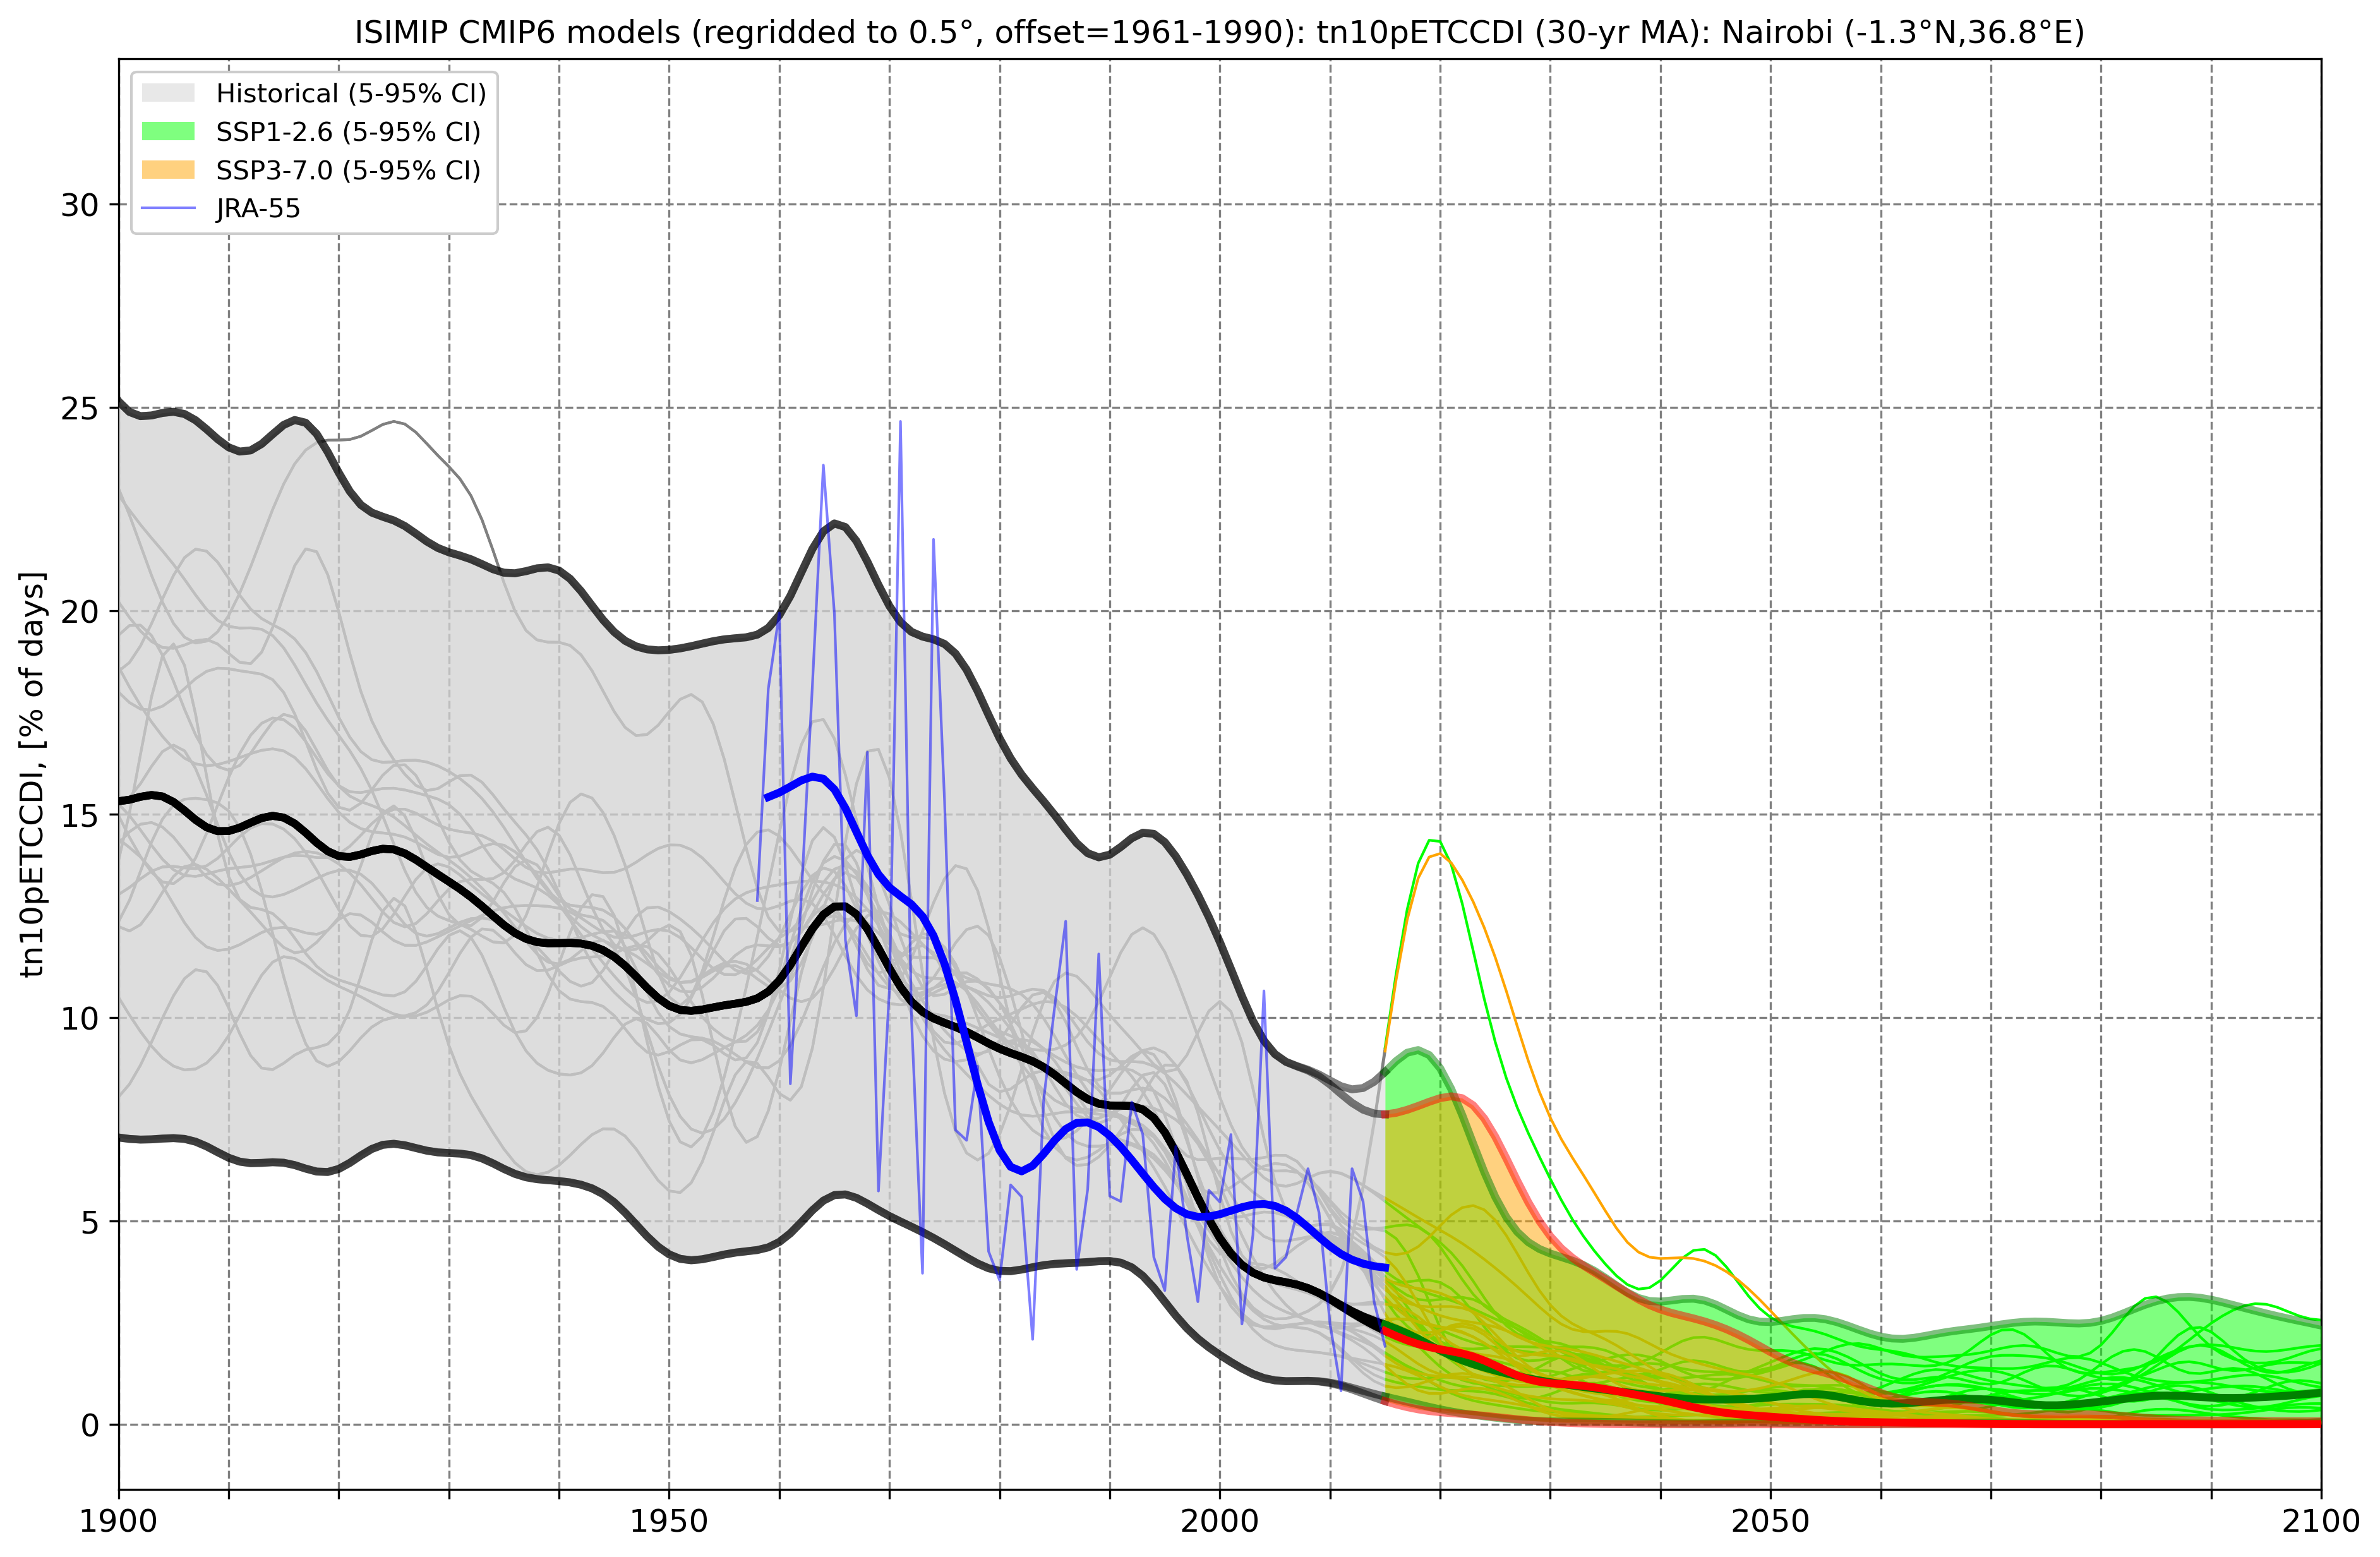 ISIMIP CMIP6 models (regridded to 0.5°, offset=1961-1990): tn10pETCCDI (30-yr MA): Nairobi (-1.3°N,36.8°E)
Historical (5-95% CI)
SSP1-2.6 (5-95% CI)
SSP3-7.0 (5-95% CI)
JRA-55
tn10pETCCDI, [% of days]
30
25
20
15
10
5
0
1900
1950
2000
2050
2100